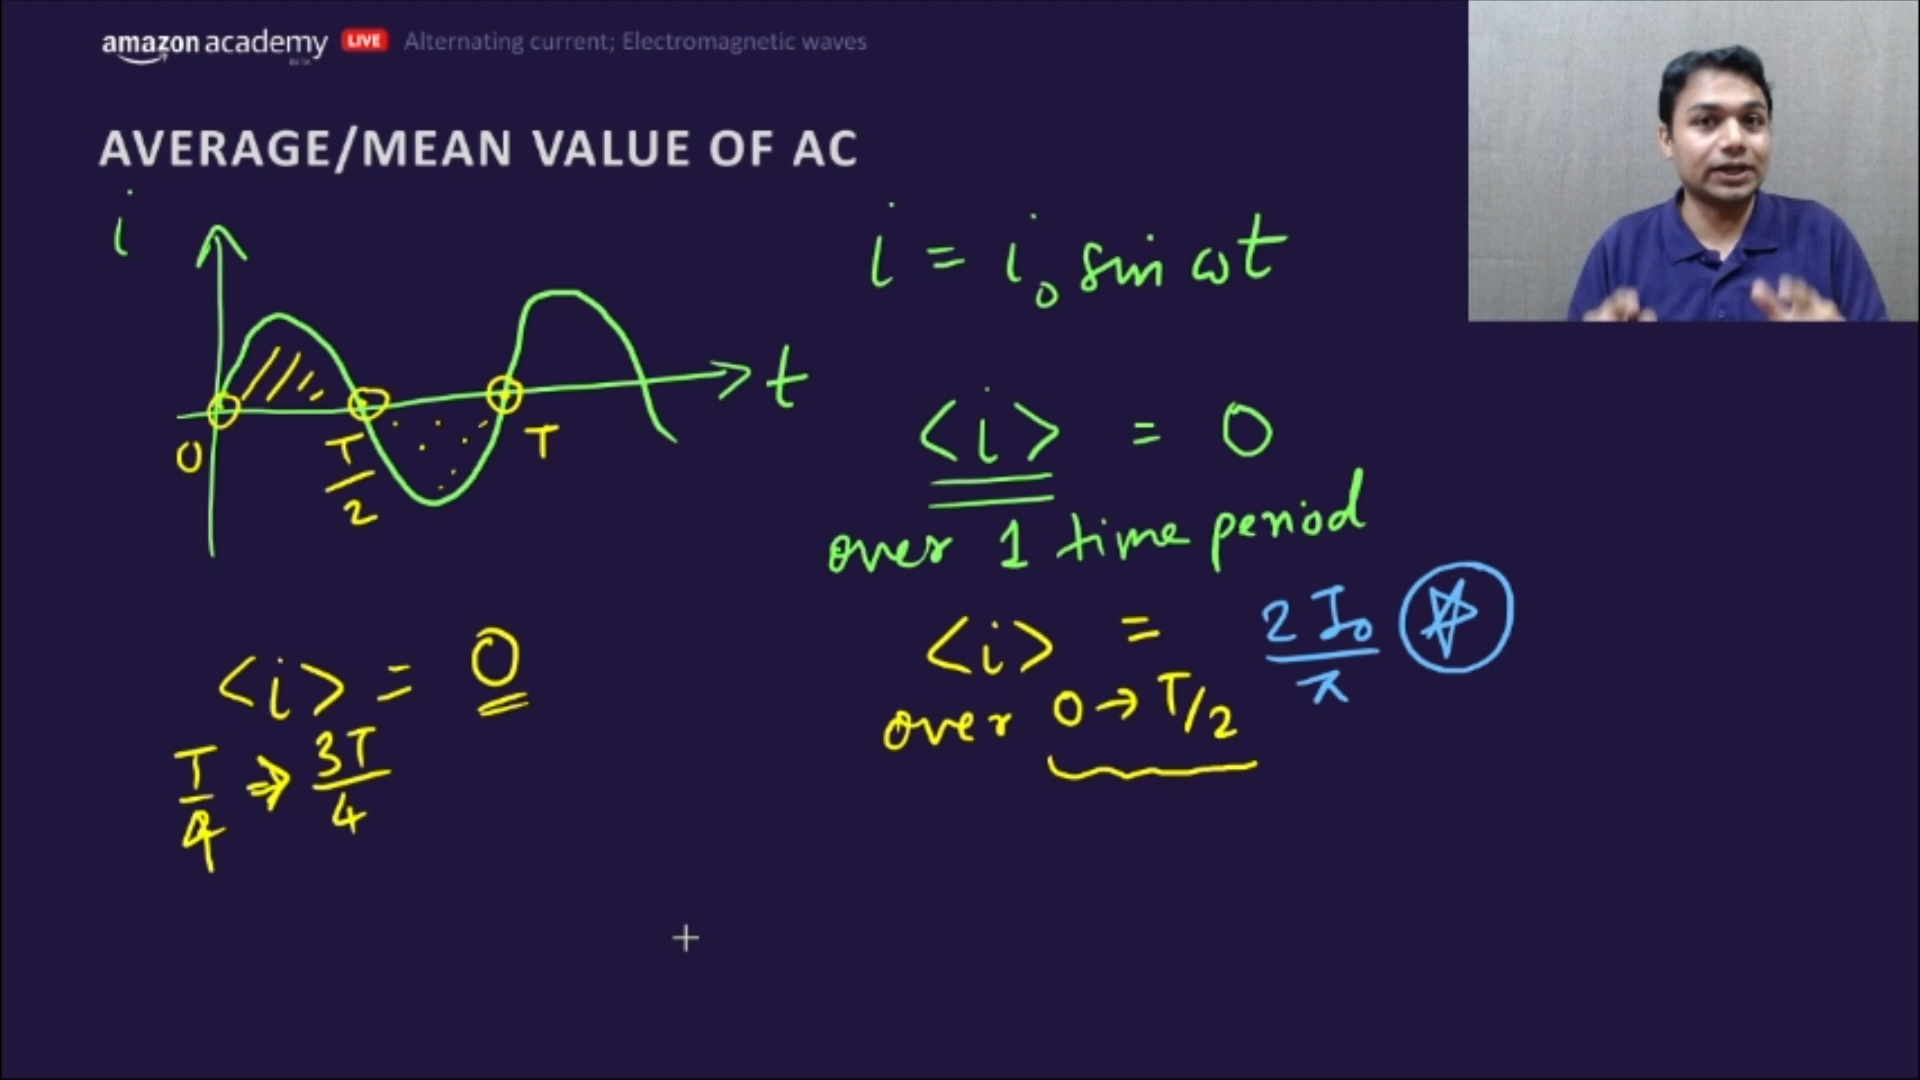 amazon academy LIVE Alternating current; Electromagnetic waves
BETA
AVERAGE/MEAN VALUE OF AC
i
t
0
T/2
T
i = i₀ sin ωt
<i> = 0
over 1 time period
<i> = 2I₀/π
over 0→T/2
<i> = 0
T/4 ⇒ 3T/4